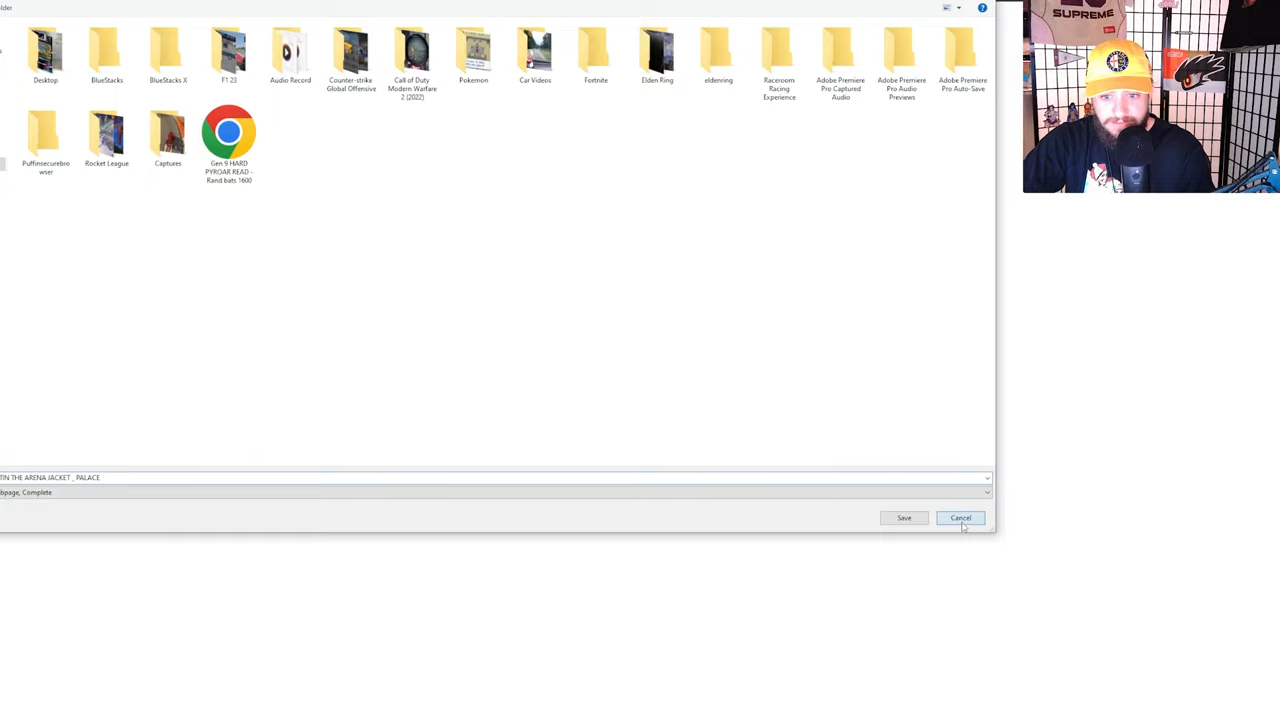 older
SUPREME
Desktop
BlueStacks
BlueStacks X
F1 23
Audio Record
Counter-strike
Global Offensive
Call of Duty
Modern Warfare
2 (2022)
Pokemon
Car Videos
Fortnite
Elden Ring
eldenring
Raceroom
Racing
Experience
Adobe Premiere
Pro Captured
Audio
Adobe Premiere
Pro Audio
Previews
Adobe Premiere
Pro Auto-Save
Puffinsecurebro
wser
Rocket League
Captures
Gen 9 HARD
PYROAR READ -
Rand bats 1600
TIN THE ARENA JACKET _ PALACE
bpage, Complete
Save
Cancel